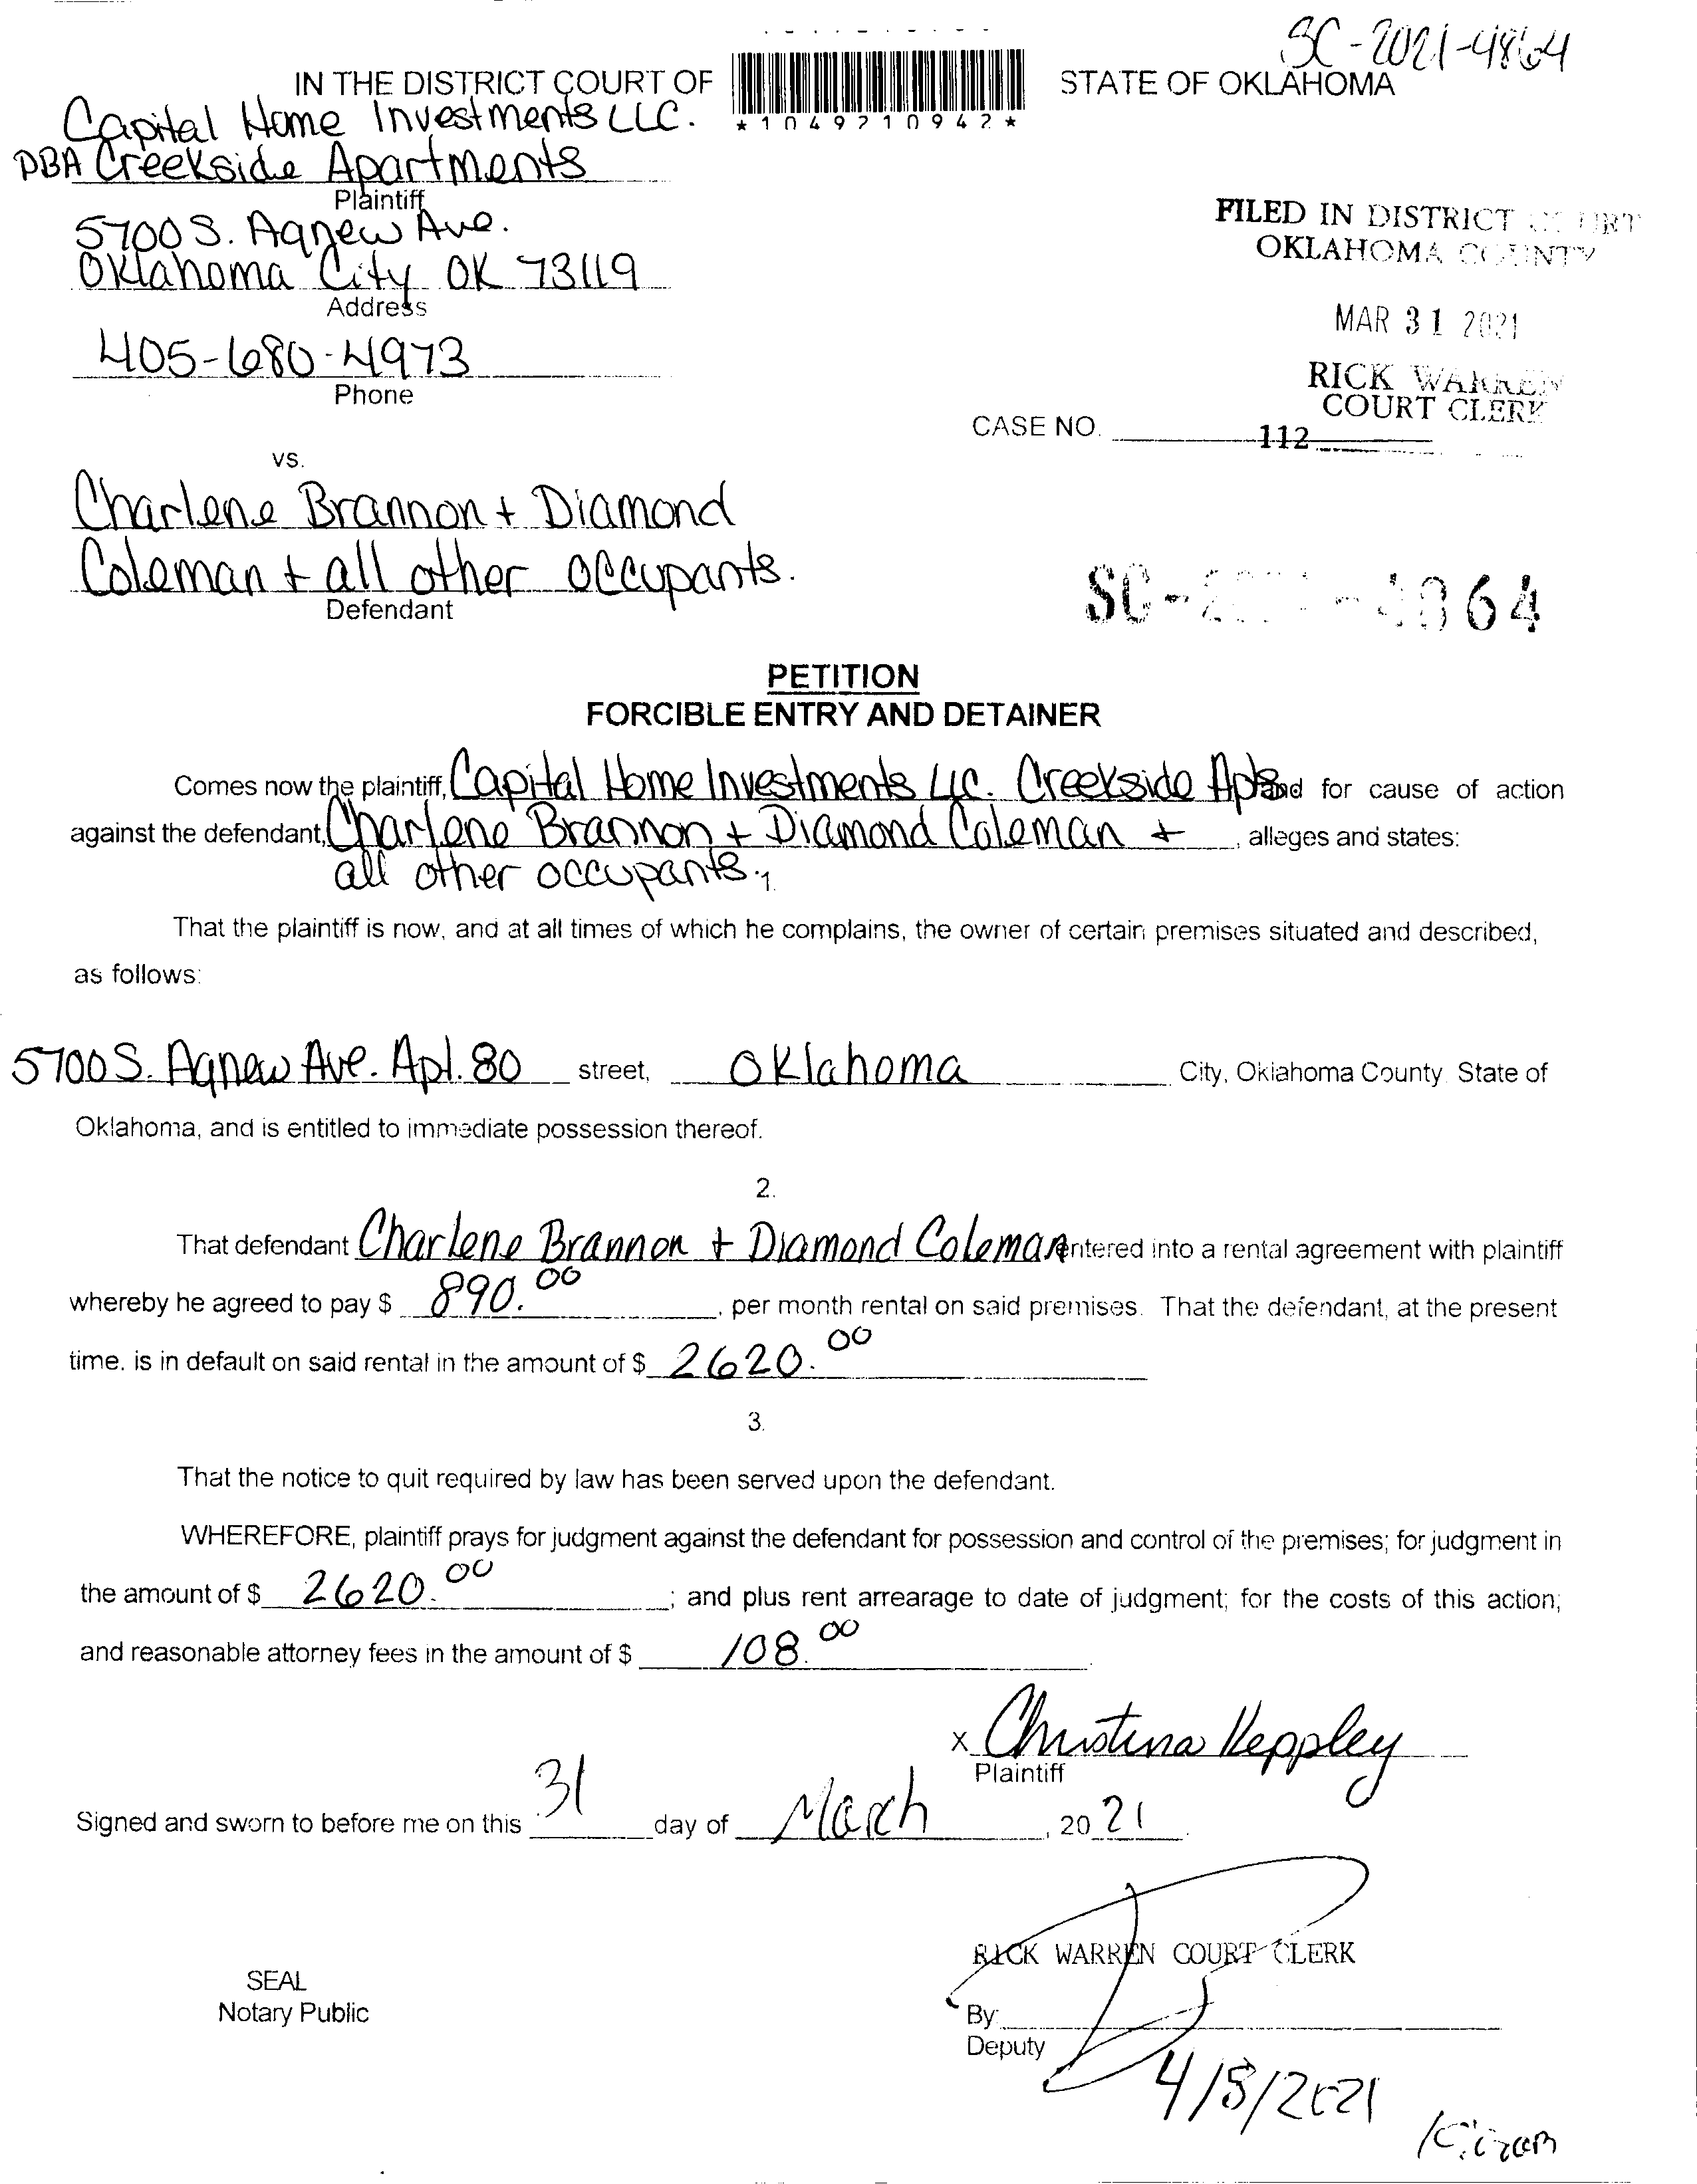 SC-2021-4864
IN THE DISTRICT COURT OF STATE OF OKLAHOMA
*1049210942*
Capital Home Investments LLC.
DBA Creekside Apartments
Plaintiff
5700 S. Agnew Ave.
Oklahoma City OK 73119
Address
405-680-4973
Phone
FILED IN DISTRICT COURT
OKLAHOMA COUNTY
MAR 31 2021
RICK WARREN
COURT CLERK
CASE NO. 112
vs.
Charlene Brannon + Diamond
Coleman + all other occupants.
Defendant
SC- 64
PETITION
FORCIBLE ENTRY AND DETAINER
Comes now the plaintiff, Capital Home Investments LLC. Creekside Apts and for cause of action
against the defendant, Charlene Brannon + Diamond Coleman + , alleges and states:
all other occupants.
1.
That the plaintiff is now, and at all times of which he complains, the owner of certain premises situated and described,
as follows:
5700 S. Agnew Ave. Apt. 80 street, Oklahoma City, Oklahoma County State of
Oklahoma, and is entitled to immediate possession thereof.
2.
That defendant Charlene Brannon + Diamond Coleman entered into a rental agreement with plaintiff
whereby he agreed to pay $ 890.00, per month rental on said premises. That the defendant, at the present
time, is in default on said rental in the amount of $ 2620.00
3.
That the notice to quit required by law has been served upon the defendant.
WHEREFORE, plaintiff prays for judgment against the defendant for possession and control of the premises; for judgment in
the amount of $ 2620.00; and plus rent arrearage to date of judgment; for the costs of this action;
and reasonable attorney fees in the amount of $ 108.00
x Christina Keppley
Plaintiff
Signed and sworn to before me on this 31 day of March, 2021.
RICK WARREN COURT CLERK
SEAL
Notary Public
By:
Deputy
4/8/2021